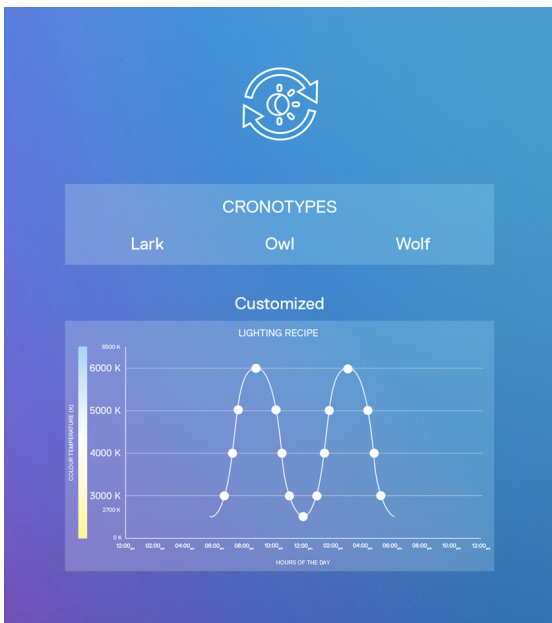 CRONOTYPES
Lark Owl Wolf
Customized
LIGHTING RECIPE
6500 K
6000 K
5000 K
4000 K
3000 K
2700 K
0 K
COLOUR TEMPERATURE (K)
12:00 02:00 04:00 06:00 08:00 10:00 12:00 02:00 04:00 06:00 08:00 10:00 12:00
HOURS OF THE DAY